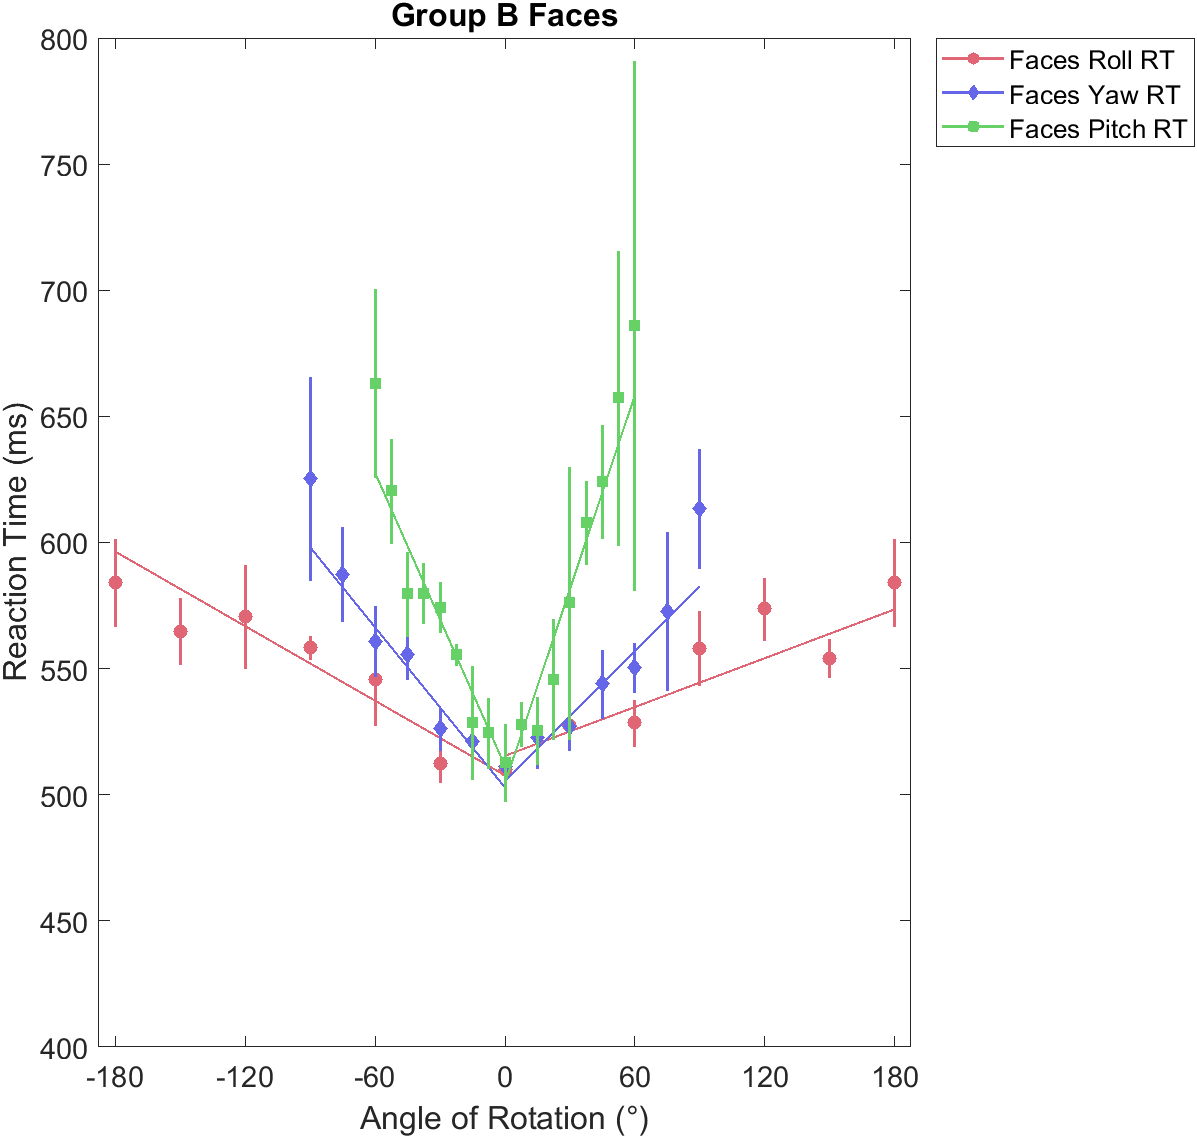 Group B Faces
800
750
700
650
600
550
500
450
400
Reaction Time (ms)
-180
-120
-60
0
60
120
180
Angle of Rotation (°)
Faces Roll RT
Faces Yaw RT
Faces Pitch RT